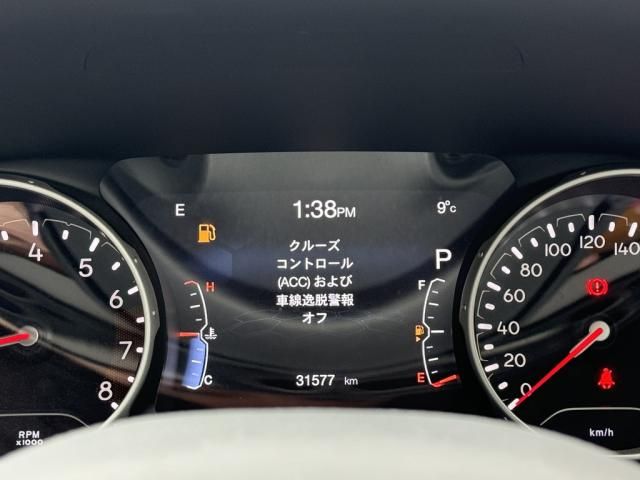 E 1:38PM 9°C
クルーズ
コントロール
(ACC) および
車線逸脱警報
オフ
P
H
C
F
E
31577 km
4
5
6
7
8
RPM
x1000
0
20
40
60
80
100
120
140
km/h